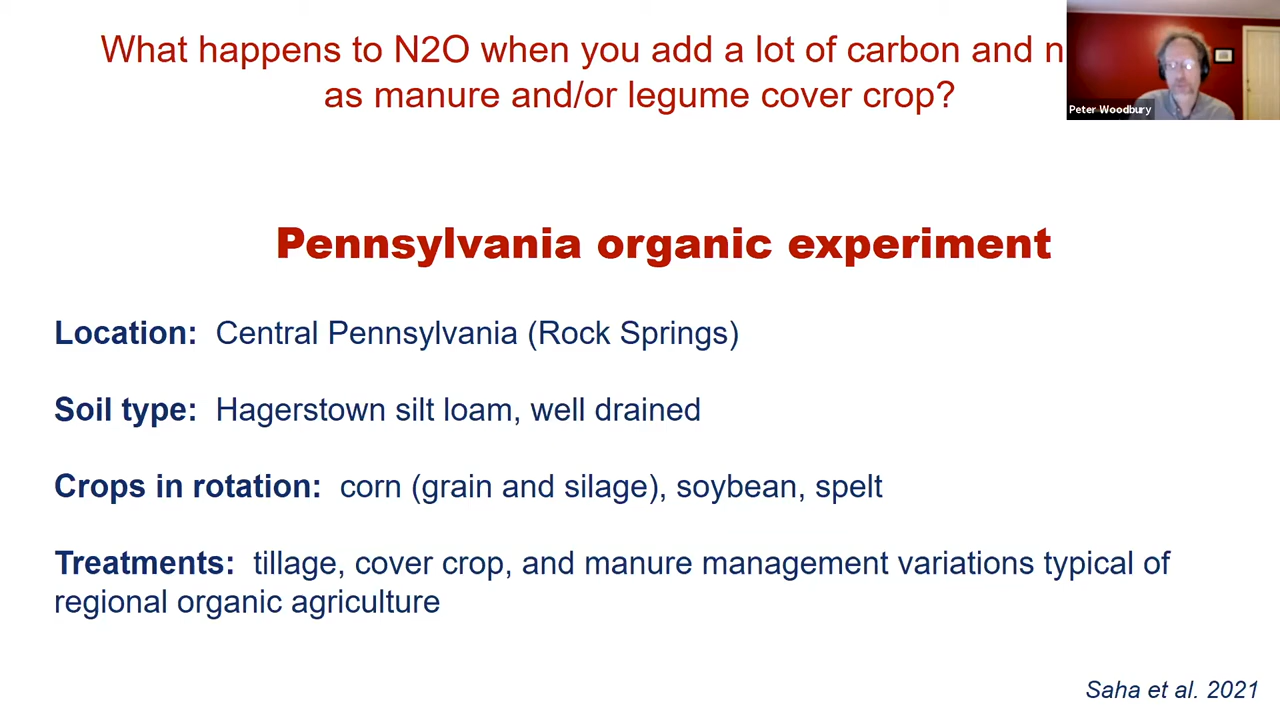 What happens to N2O when you add a lot of carbon and n
as manure and/or legume cover crop?
Peter Woodbury
Pennsylvania organic experiment
Location: Central Pennsylvania (Rock Springs)
Soil type: Hagerstown silt loam, well drained
Crops in rotation: corn (grain and silage), soybean, spelt
Treatments: tillage, cover crop, and manure management variations typical of
regional organic agriculture
Saha et al. 2021